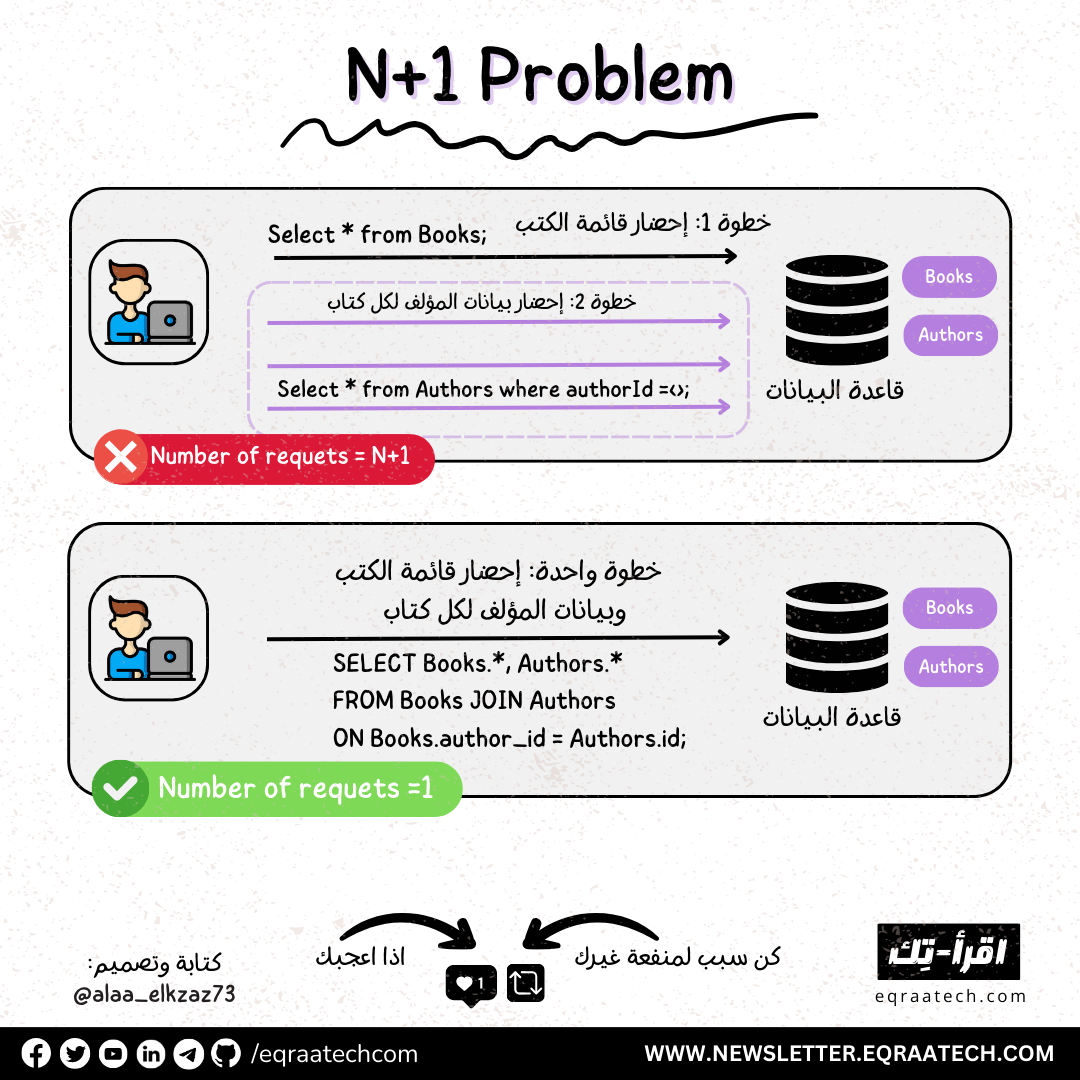 N+1 Problem
Select * from Books;
خطوة 1: إحضار قائمة الكتب
خطوة 2: إحضار بيانات المؤلف لكل كتاب
Select * from Authors where authorId =<>;
Books
Authors
قاعدة البيانات
Number of requets = N+1
خطوة واحدة: إحضار قائمة الكتب
وبيانات المؤلف لكل كتاب
SELECT Books.*, Authors.*
FROM Books JOIN Authors
ON Books.author_id = Authors.id;
Books
Authors
قاعدة البيانات
Number of requets =1
كتابة وتصميم:
@alaa_elkzaz73
اذا اعجبك
1
كن سبب لمنفعة غيرك
اقرأ-تِك
eqraatech.com
/eqraatechcom
WWW.NEWSLETTER.EQRAATECH.COM